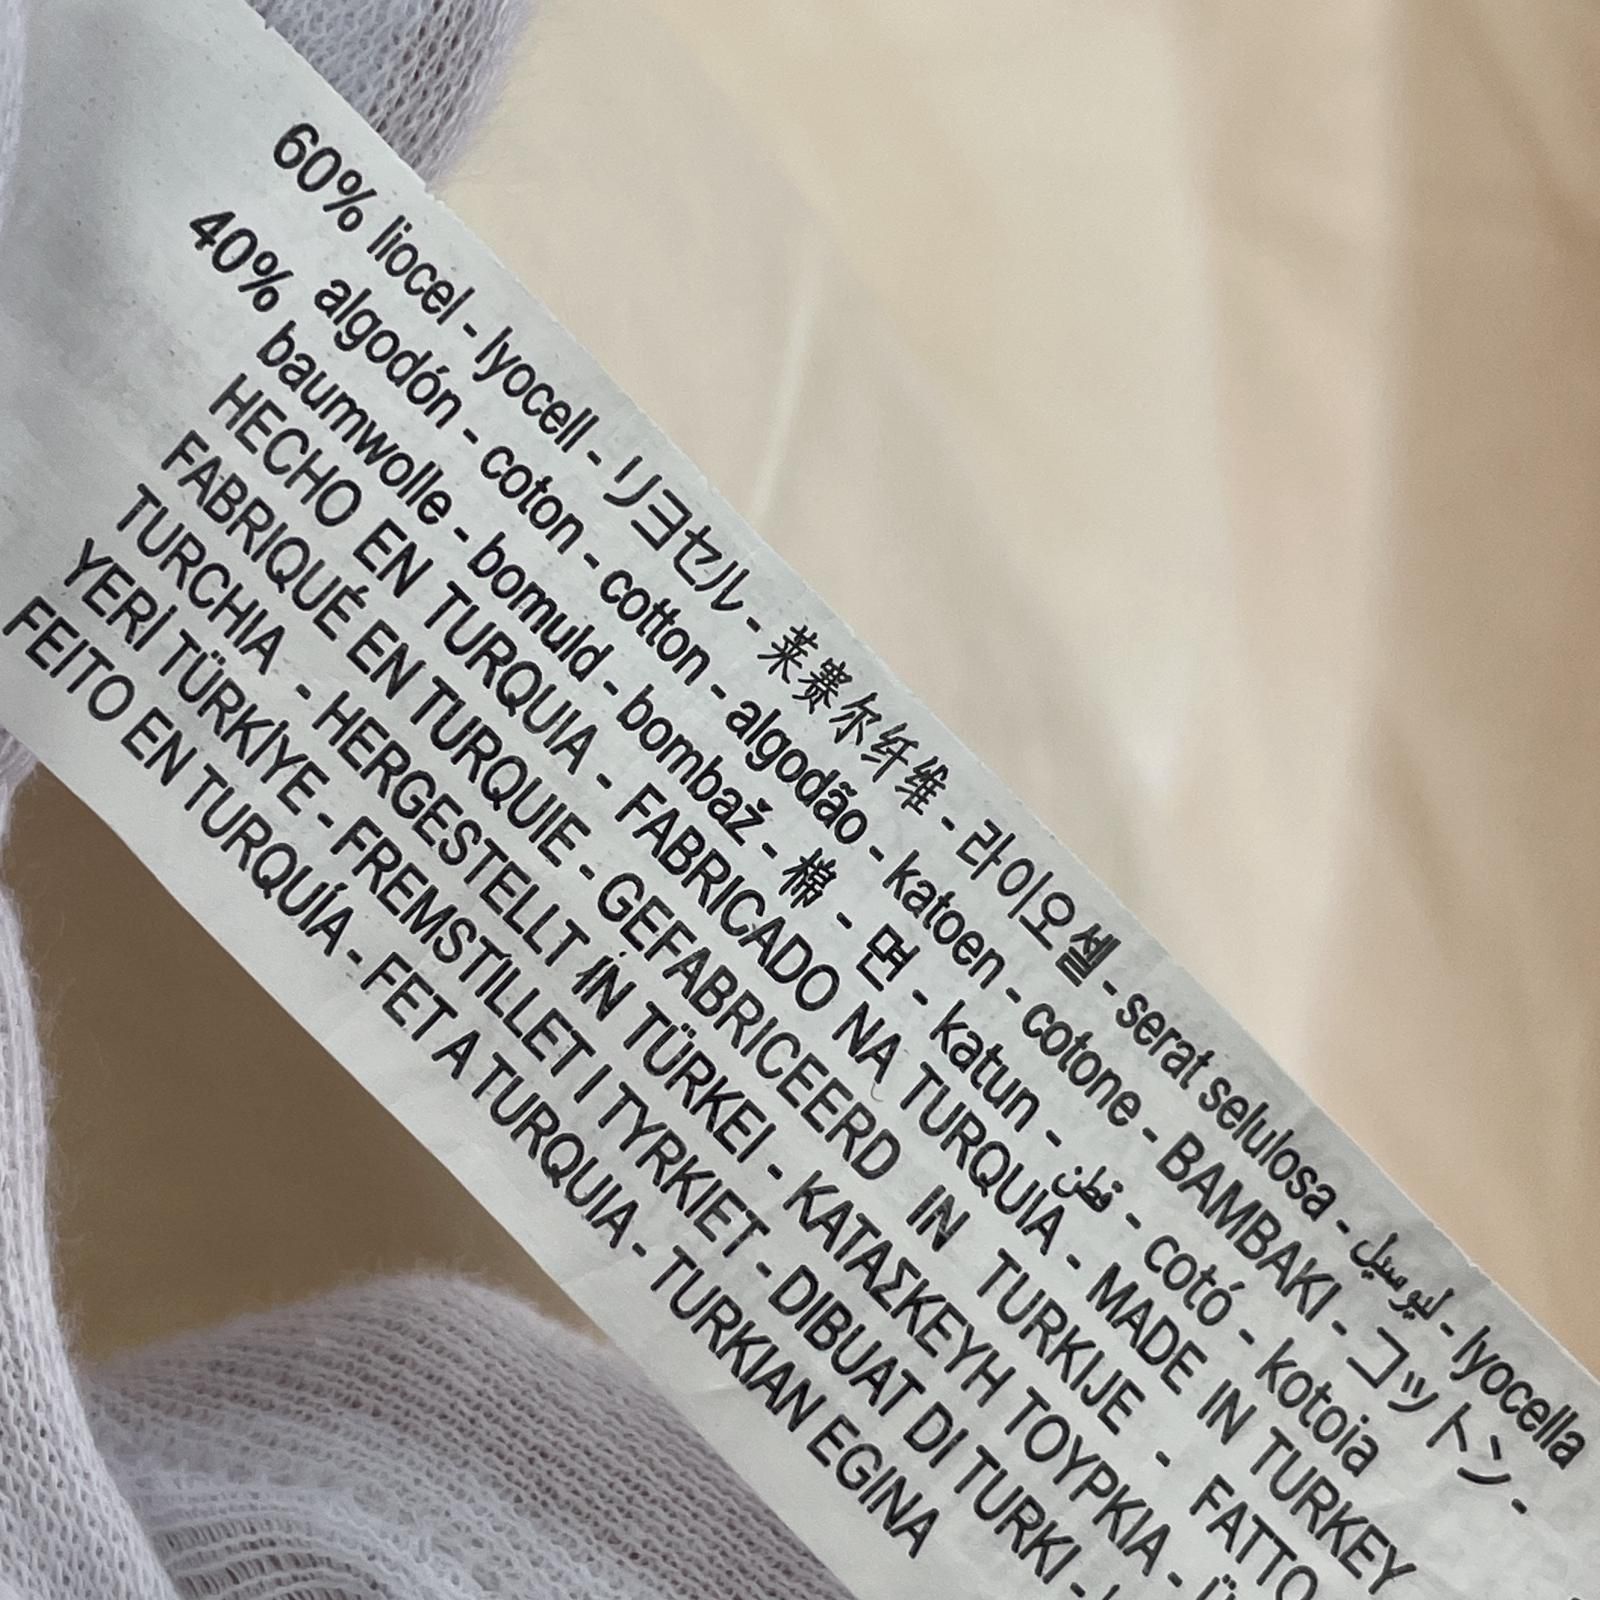 60% liocel - lyocell - リヨセル - 莱赛尔纤维 - 라이오셀 - serat selulosa - ليوسيل - lyocella
40% algodón - coton - cotton - algodão - katoen - cotone - BAMBAKI - コットン -
baumwolle - bomuld - bombaž - 棉 - 면 - katun - قطن - cotó - kotoia
HECHO EN TURQUIA - FABRICADO NA TURQUIA - MADE IN TURKEY
FABRIQUÉ EN TURQUIE - GEFABRICEERD IN TURKIJE - FATTO
TURCHIA - HERGESTELLT IN TÜRKEI - ΚΑΤΑΣΚΕΥΗ ΤΟΥΡΚΙΑ -
YERİ TÜRKİYE - FREMSTILLET I TYRKIET - DIBUAT DI TURKI -
FEITO EN TURQUÍA - FET A TURQUIA - TURKIAN EGINA